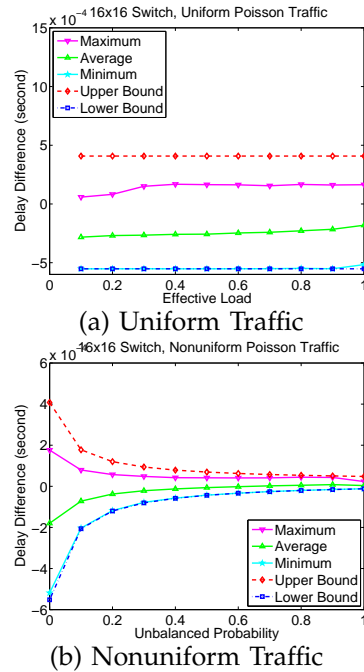 x 10⁻⁴ 16x16 Switch, Uniform Poisson Traffic
15
10
5
0
−5
Delay Difference (second)
Maximum
Average
Minimum
Upper Bound
Lower Bound
0 0.2 0.4 0.6 0.8 1
Effective Load
(a) Uniform Traffic
x 10⁻⁴ 16x16 Switch, Nonuniform Poisson Traffic
6
4
2
0
−2
−4
−6
Delay Difference (second)
Maximum
Average
Minimum
Upper Bound
Lower Bound
0 0.2 0.4 0.6 0.8 1
Unbalanced Probability
(b) Nonuniform Traffic